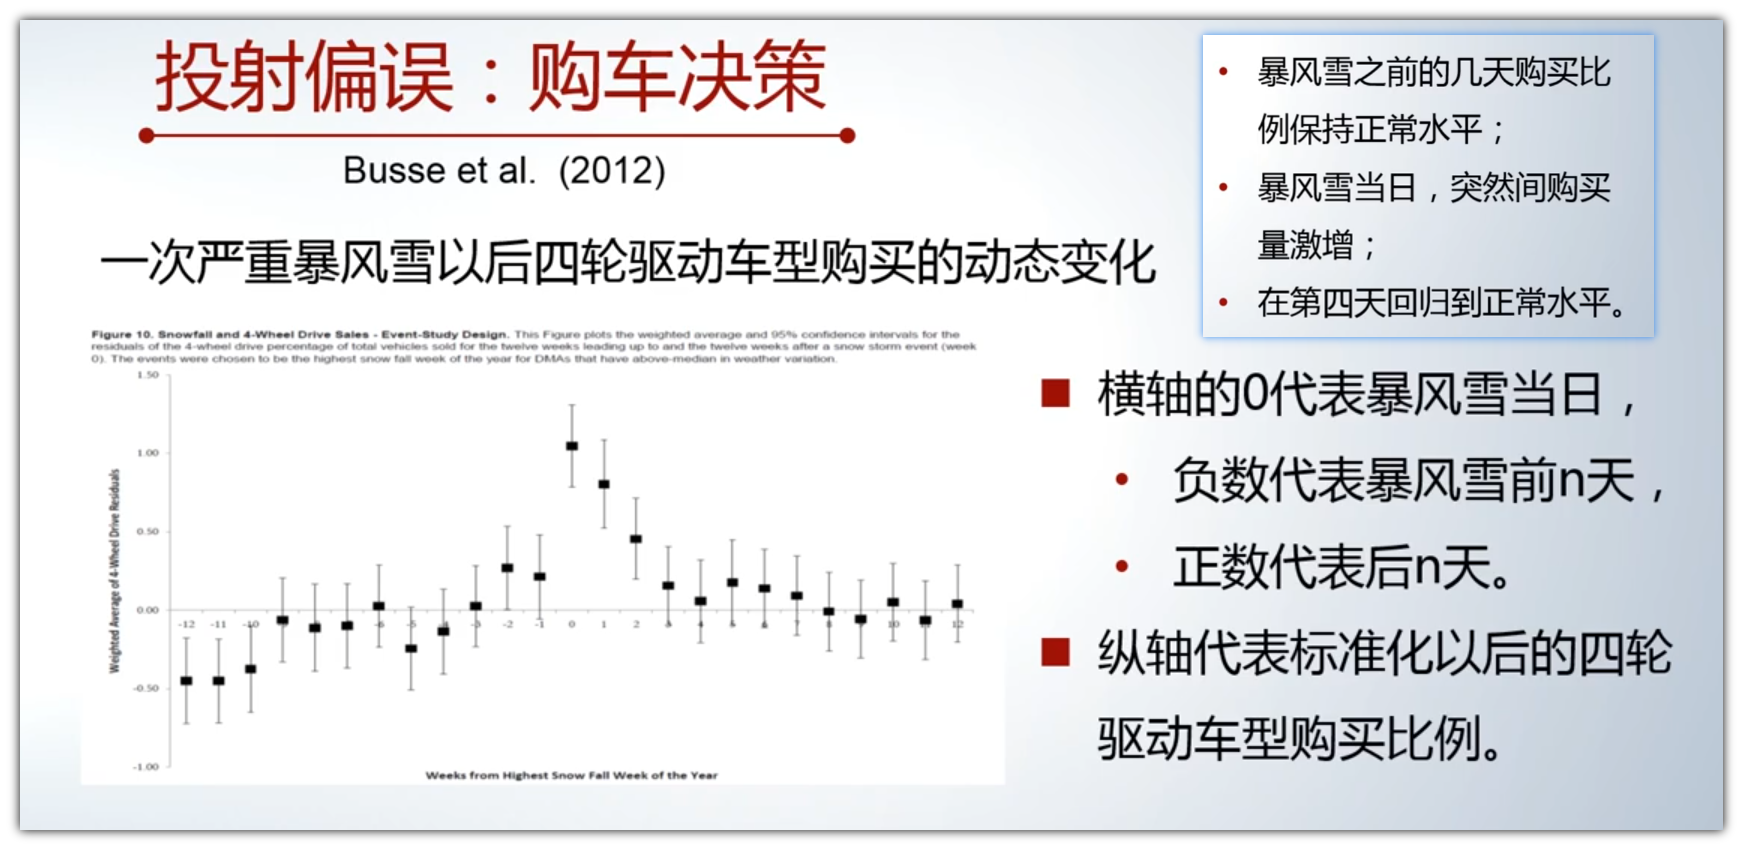 投射偏误：购车决策
Busse et al.  (2012)
一次严重暴风雪以后四轮驱动车型购买的动态变化
• 暴风雪之前的几天购买比
例保持正常水平；
• 暴风雪当日，突然间购买
量激增；
• 在第四天回归到正常水平。
Figure 10. Snowfall and 4-Wheel Drive Sales - Event-Study Design. This Figure plots the weighted average and 95% confidence intervals for the
residuals of the 4-wheel drive percentage of total vehicles sold for the twelve weeks leading up to and the twelve weeks after a snow storm event (week
0). The events were chosen to be the highest snow fall week of the year for DMAs that have above-median in weather variation.
1.50
1.00
0.50
0.00
-0.50
-1.00
Weighted Average of 4-Wheel Drive Residuals
-12 -11 -10 -6 -5 -3 -2 -1 0 1 2 3 4 5 6 7 8 9 10 12
Weeks from Highest Snow Fall Week of the Year
■ 横轴的0代表暴风雪当日，
• 负数代表暴风雪前n天，
• 正数代表后n天。
■ 纵轴代表标准化以后的四轮
驱动车型购买比例。